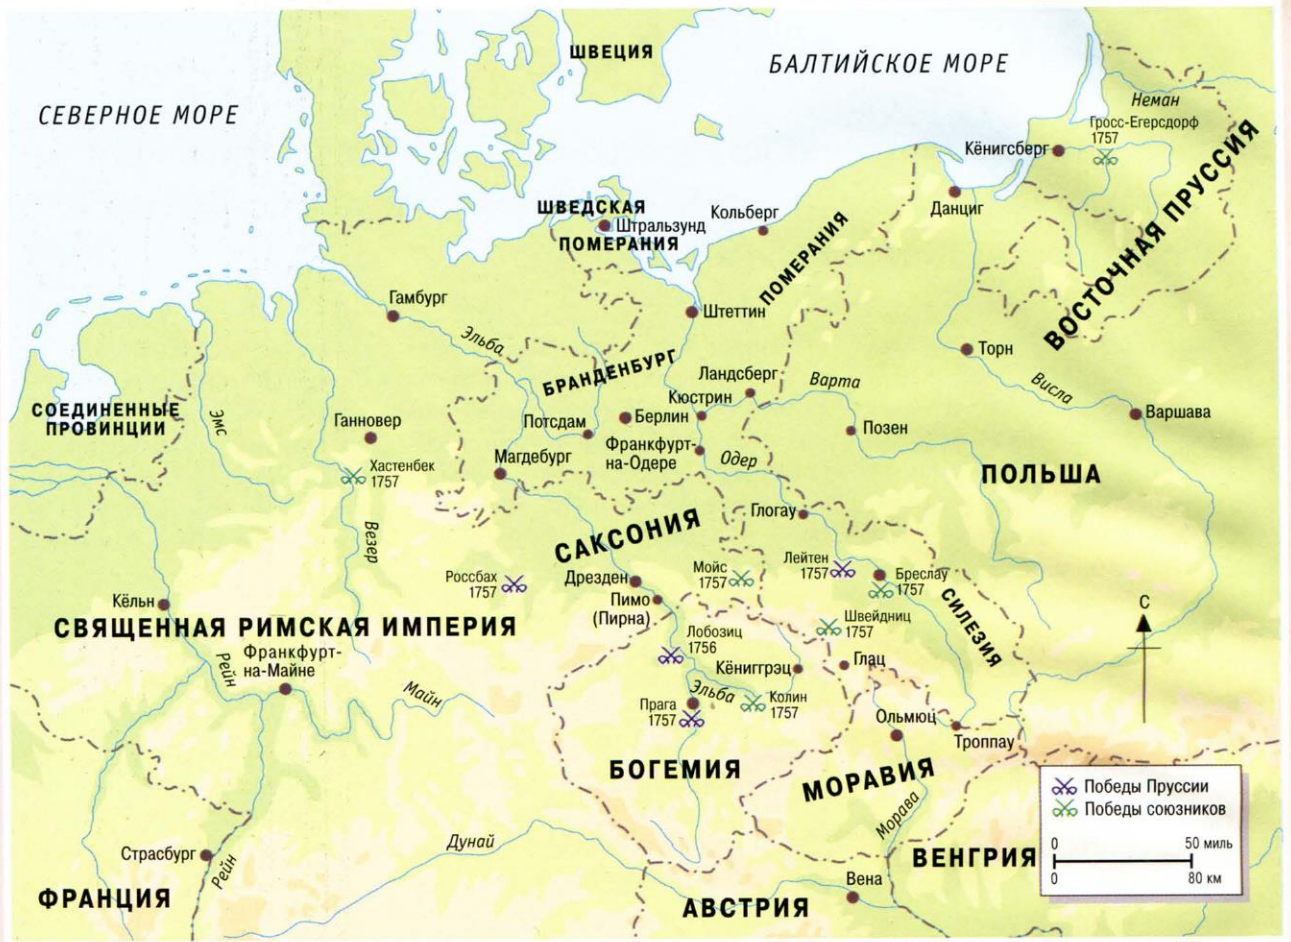 ШВЕЦИЯ
БАЛТИЙСКОЕ МОРЕ
СЕВЕРНОЕ МОРЕ
Неман
Гросс-Егерсдорф
1757
Кёнигсберг
ВОСТОЧНАЯ ПРУССИЯ
Данциг
ШВЕДСКАЯ
Штральзунд
ПОМЕРАНИЯ
Кольберг
ПОМЕРАНИЯ
Гамбург
Штеттин
Эльба
Торн
БРАНДЕНБУРГ
Ландсберг
Варта
Висла
Кюстрин
Варшава
СОЕДИНЕННЫЕ
ПРОВИНЦИИ
Эмс
Ганновер
Потсдам
Берлин
Позен
Франкфурт-
на-Одере
Магдебург
Одер
Хастенбек
1757
ПОЛЬША
Глогау
САКСОНИЯ
Везер
Лейтен
1757
Мойс
1757
Бреслау
1757
Россбах
1757
Дрезден
Пимо
(Пирна)
Кёльн
СИЛЕЗИЯ
Швейдниц
1757
С
СВЯЩЕННАЯ РИМСКАЯ ИМПЕРИЯ
Лобозиц
1756
Франкфурт-
на-Майне
Рейн
Кёниггрэц
Глац
Майн
Эльба
Колин
1757
Прага
1757
Ольмюц
Троппау
БОГЕМИЯ
МОРАВИЯ
Морава
Победы Пруссии
Победы союзников
0 50 миль
0 80 км
Дунай
Страсбург
Рейн
ВЕНГРИЯ
ФРАНЦИЯ
Вена
АВСТРИЯ